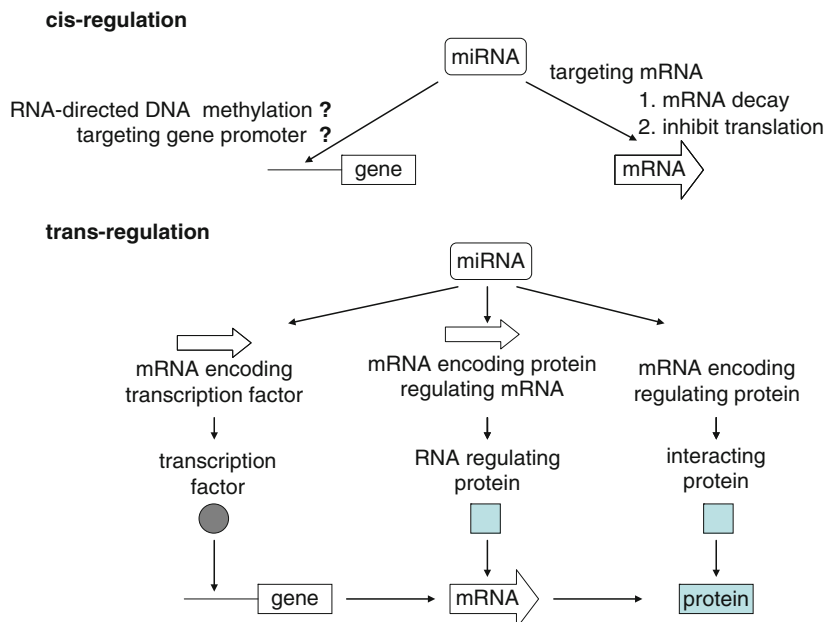 cis-regulation
miRNA
targeting mRNA
1. mRNA decay
2. inhibit translation
RNA-directed DNA methylation ?
targeting gene promoter ?
gene
mRNA
trans-regulation
miRNA
mRNA encoding
transcription factor
mRNA encoding protein
regulating mRNA
mRNA encoding
regulating protein
transcription
factor
RNA regulating
protein
interacting
protein
gene
mRNA
protein